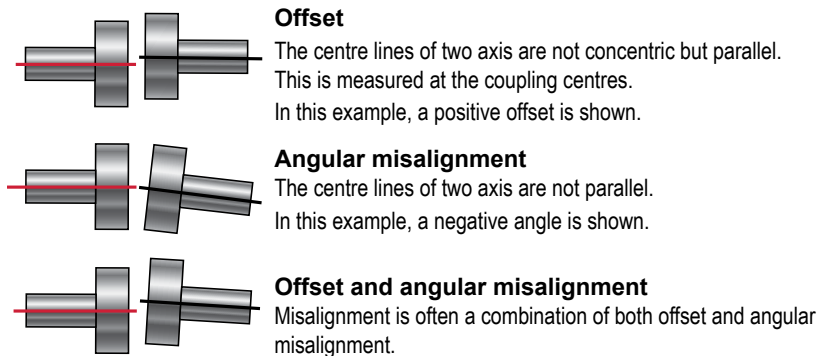 Offset
The centre lines of two axis are not concentric but parallel.
This is measured at the coupling centres.
In this example, a positive offset is shown.
Angular misalignment
The centre lines of two axis are not parallel.
In this example, a negative angle is shown.
Offset and angular misalignment
Misalignment is often a combination of both offset and angular
misalignment.